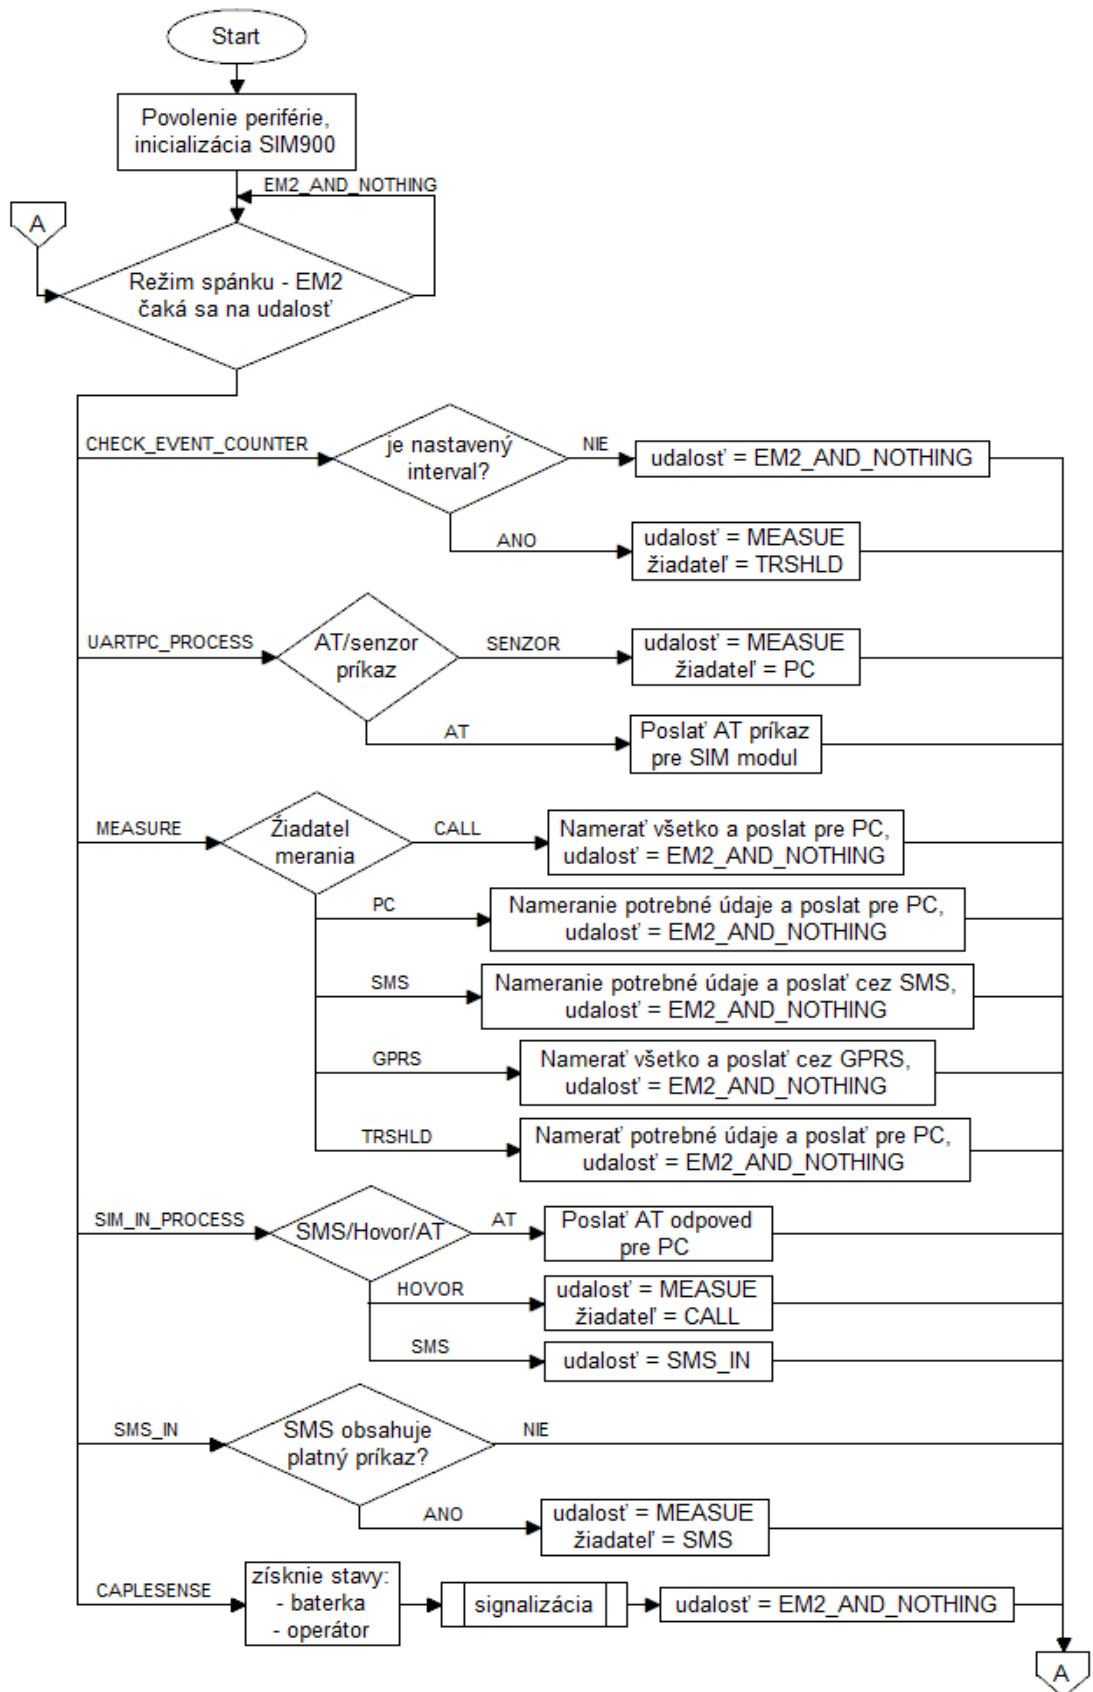 Start
Povolenie periférie,
inicializácia SIM900
EM2_AND_NOTHING
A
Režim spánku - EM2
čaká sa na udalosť
CHECK_EVENT_COUNTER
je nastavený
interval?
NIE
udalosť = EM2_AND_NOTHING
ANO
udalosť = MEASUE
žiadateľ = TRSHLD
UARTPC_PROCESS
AT/senzor
príkaz
SENZOR
udalosť = MEASUE
žiadateľ = PC
AT
Poslať AT príkaz
pre SIM modul
MEASURE
Žiadatel
merania
CALL
Namerať všetko a poslat pre PC,
udalosť = EM2_AND_NOTHING
PC
Nameranie potrebné údaje a poslat pre PC,
udalosť = EM2_AND_NOTHING
SMS
Nameranie potrebné údaje a poslať cez SMS,
udalosť = EM2_AND_NOTHING
GPRS
Namerať všetko a poslať cez GPRS,
udalosť = EM2_AND_NOTHING
TRSHLD
Namerať potrebné údaje a poslať pre PC,
udalosť = EM2_AND_NOTHING
SIM_IN_PROCESS
SMS/Hovor/AT
AT
Poslať AT odpoved
pre PC
HOVOR
udalosť = MEASUE
žiadateľ = CALL
SMS
udalosť = SMS_IN
SMS_IN
SMS obsahuje
platný príkaz?
NIE
ANO
udalosť = MEASUE
žiadateľ = SMS
CAPLESENSE
získnie stavy:
- baterka
- operátor
signalizácia
udalosť = EM2_AND_NOTHING
A